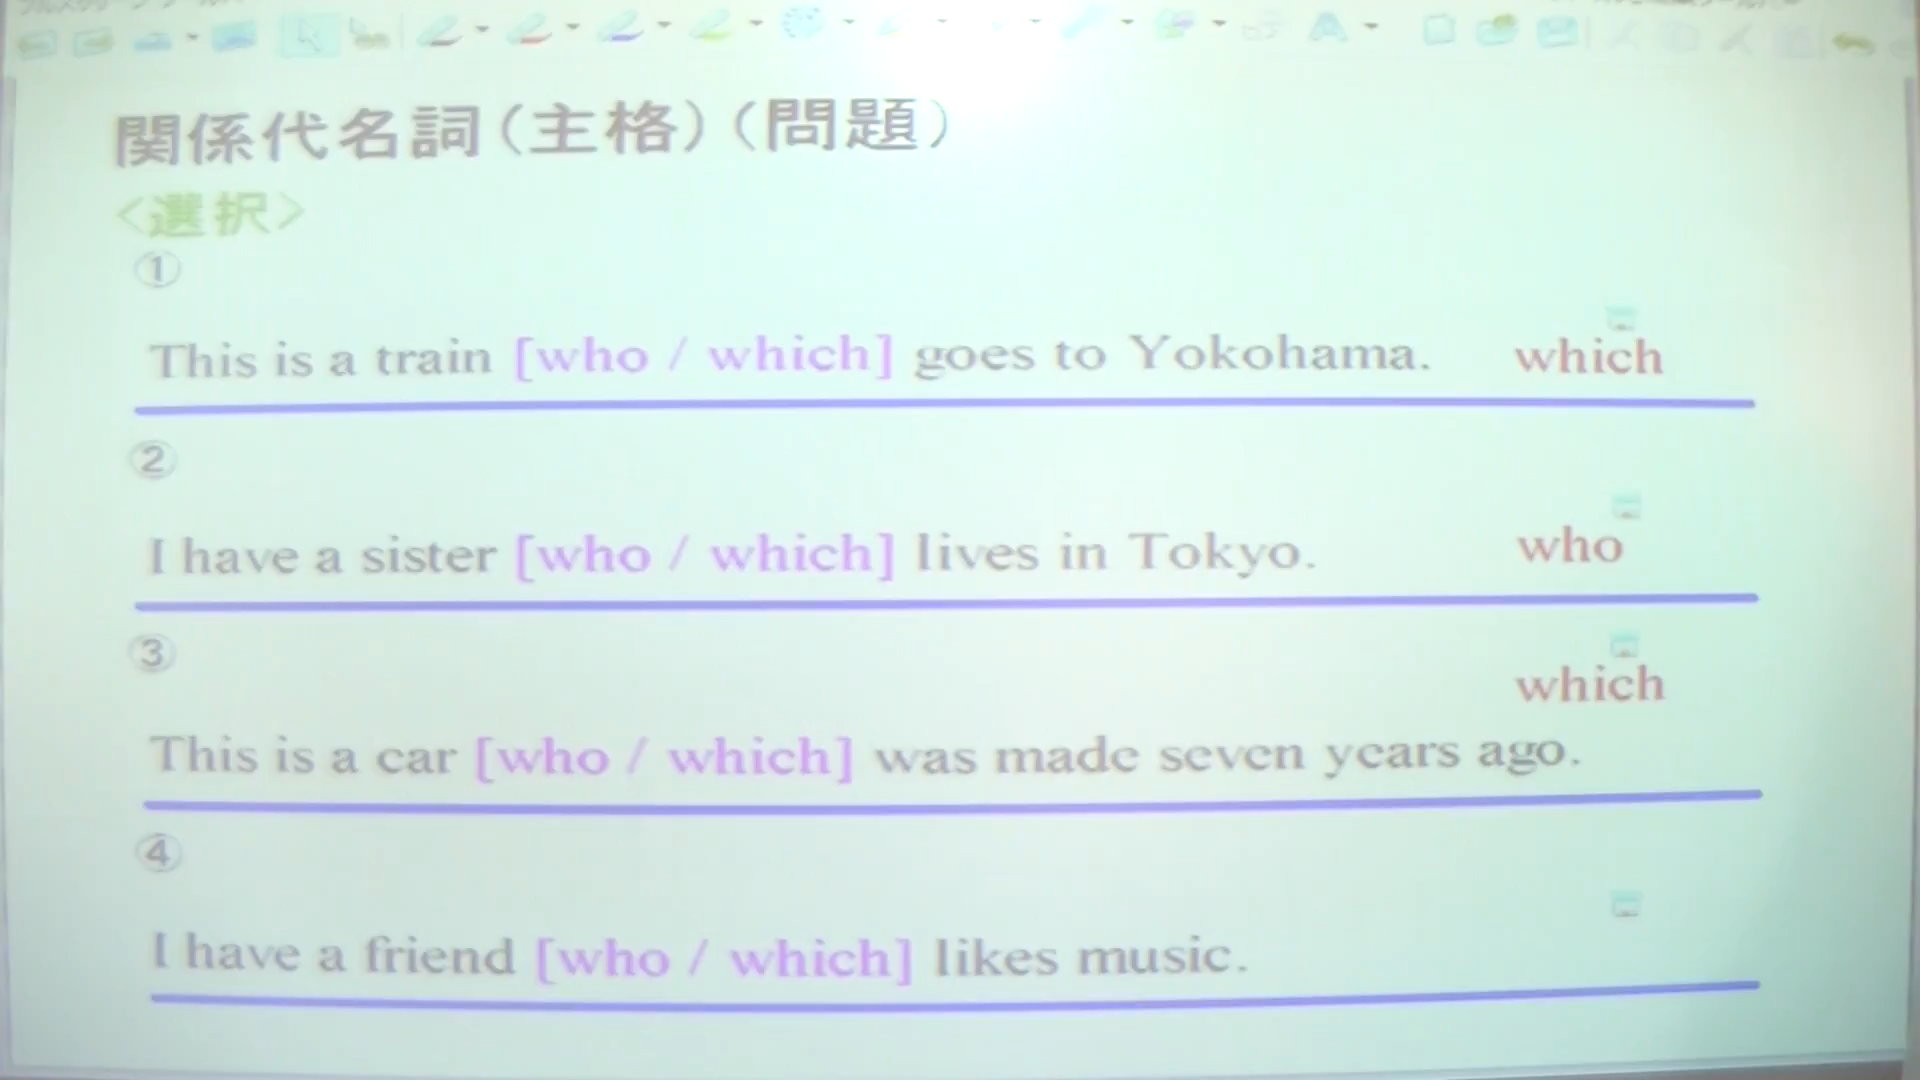 関係代名詞(主格)(問題)
<選択>
①
This is a train [who / which] goes to Yokohama. which
②
I have a sister [who / which] lives in Tokyo. who
③
which
This is a car [who / which] was made seven years ago.
④
I have a friend [who / which] likes music.